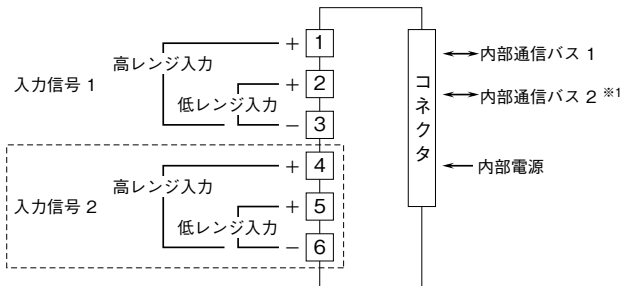 + 1
高レンジ入力
+ 2
入力信号 1
低レンジ入力
− 3
+ 4
高レンジ入力
+ 5
入力信号 2
低レンジ入力
− 6
コネクタ
内部通信バス 1
内部通信バス 2 ※1
内部電源